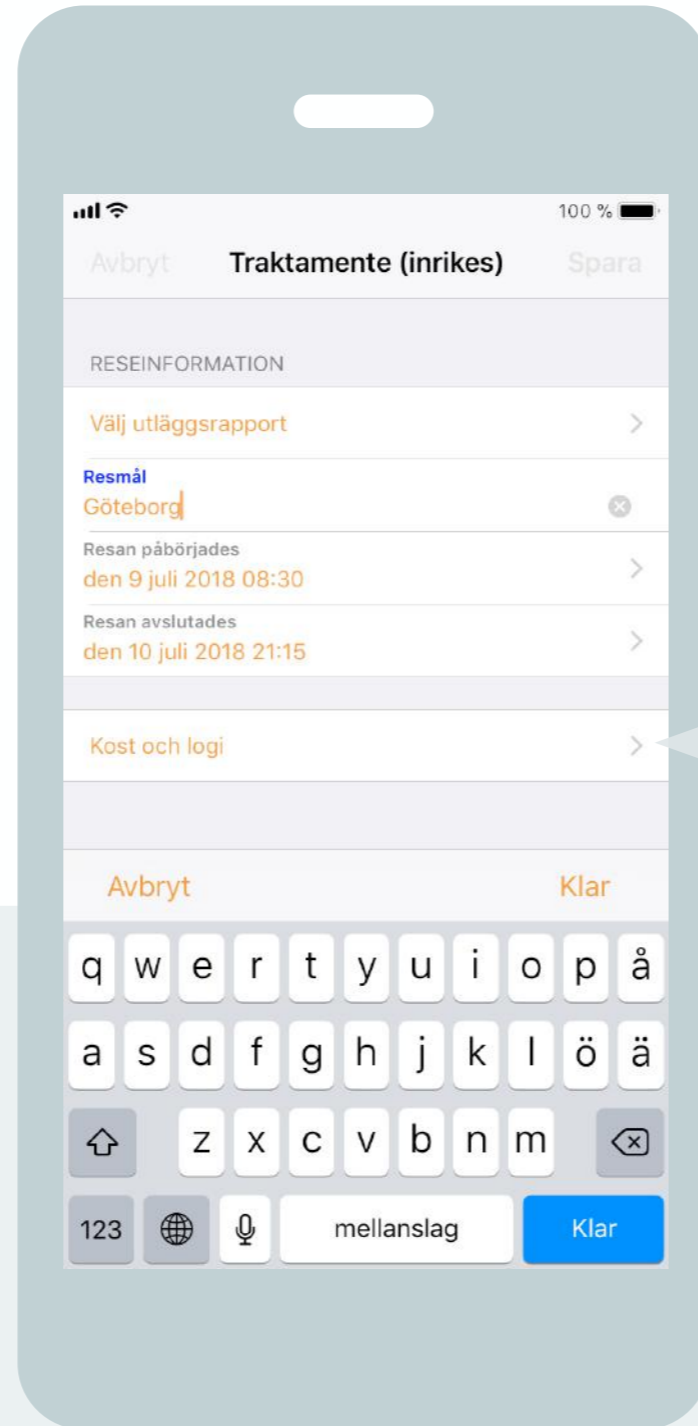 100 %
Avbryt Traktamente (inrikes) Spara
RESEINFORMATION
Välj utläggsrapport
Resmål
Göteborg
Resan påbörjades
den 9 juli 2018 08:30
Resan avslutades
den 10 juli 2018 21:15
Kost och logi
Avbryt Klar
q w e r t y u i o p å
a s d f g h j k l ö ä
z x c v b n m
123 mellanslag Klar